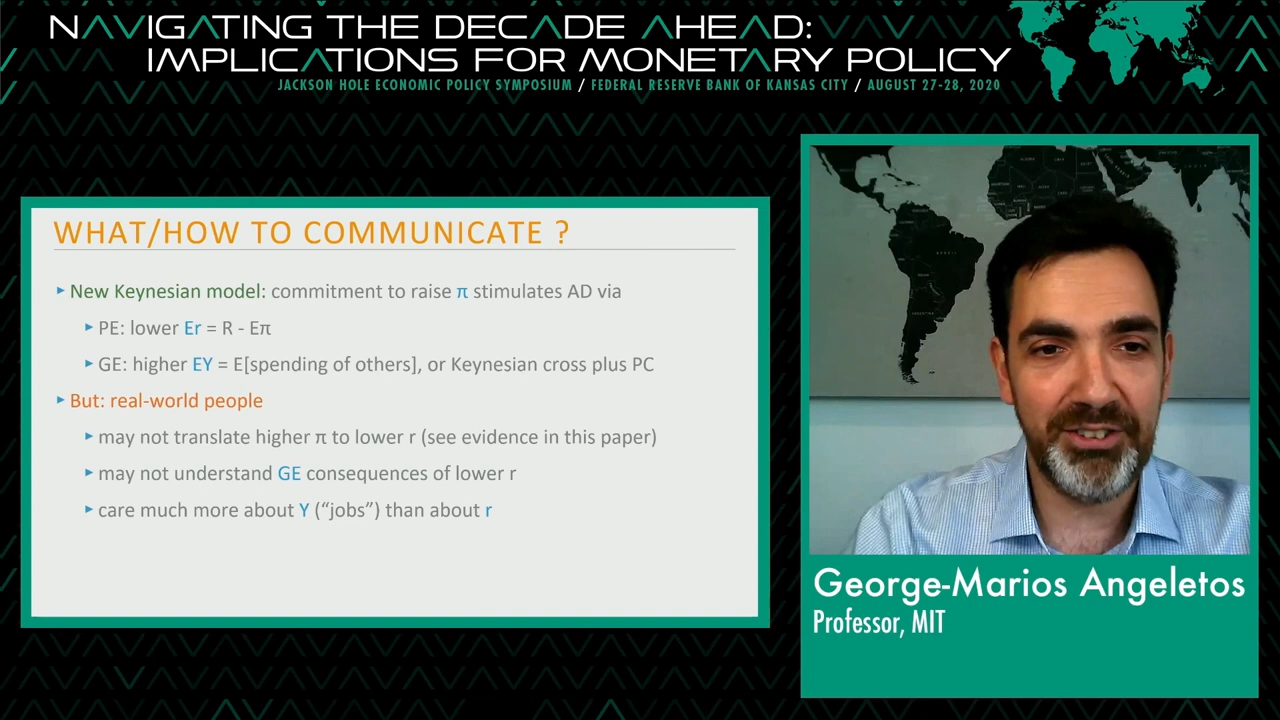 NAVIGATING THE DECADE AHEAD:
IMPLICATIONS FOR MONETARY POLICY
JACKSON HOLE ECONOMIC POLICY SYMPOSIUM / FEDERAL RESERVE BANK OF KANSAS CITY / AUGUST 27-28, 2020
WHAT/HOW TO COMMUNICATE ?
▸ New Keynesian model: commitment to raise π stimulates AD via
▸ PE: lower Er = R - Eπ
▸ GE: higher EY = E[spending of others], or Keynesian cross plus PC
▸ But: real-world people
▸ may not translate higher π to lower r (see evidence in this paper)
▸ may not understand GE consequences of lower r
▸ care much more about Y (“jobs”) than about r
George-Marios Angeletos
Professor, MIT